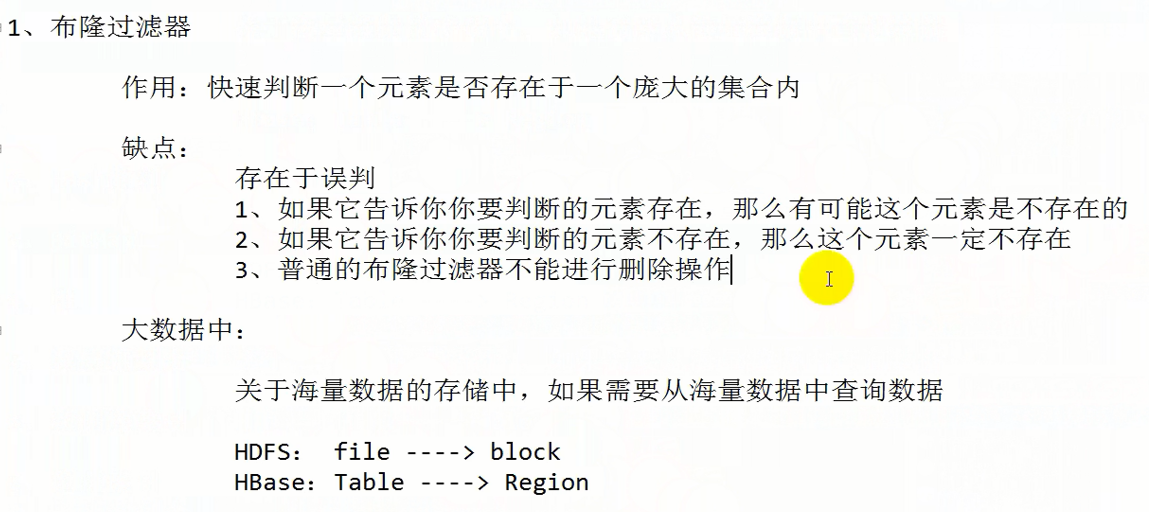 1、布隆过滤器
作用：快速判断一个元素是否存在于一个庞大的集合内
缺点：
存在于误判
1、如果它告诉你你要判断的元素存在，那么有可能这个元素是不存在的
2、如果它告诉你你要判断的元素不存在，那么这个元素一定不存在
3、普通的布隆过滤器不能进行删除操作
大数据中：
关于海量数据的存储中，如果需要从海量数据中查询数据
HDFS： file ----> block
HBase：Table ----> Region